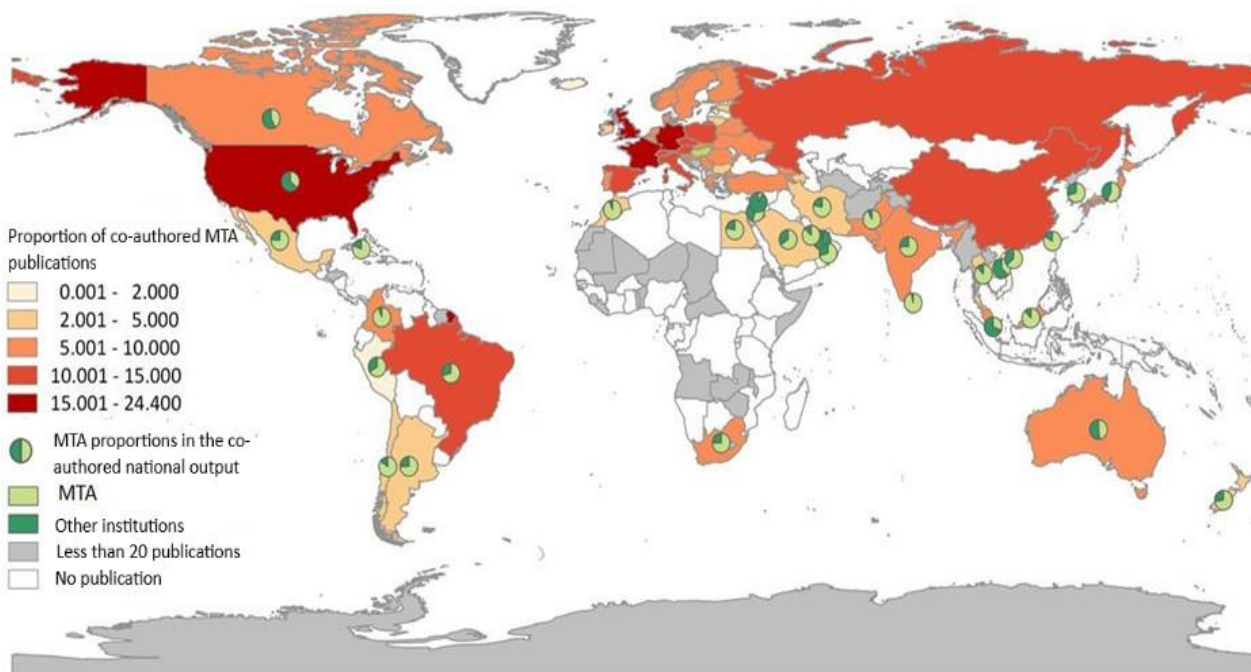 Proportion of co-authored MTA
publications
0.001 - 2.000
2.001 - 5.000
5.001 - 10.000
10.001 - 15.000
15.001 - 24.400
MTA proportions in the co-
authored national output
MTA
Other institutions
Less than 20 publications
No publication